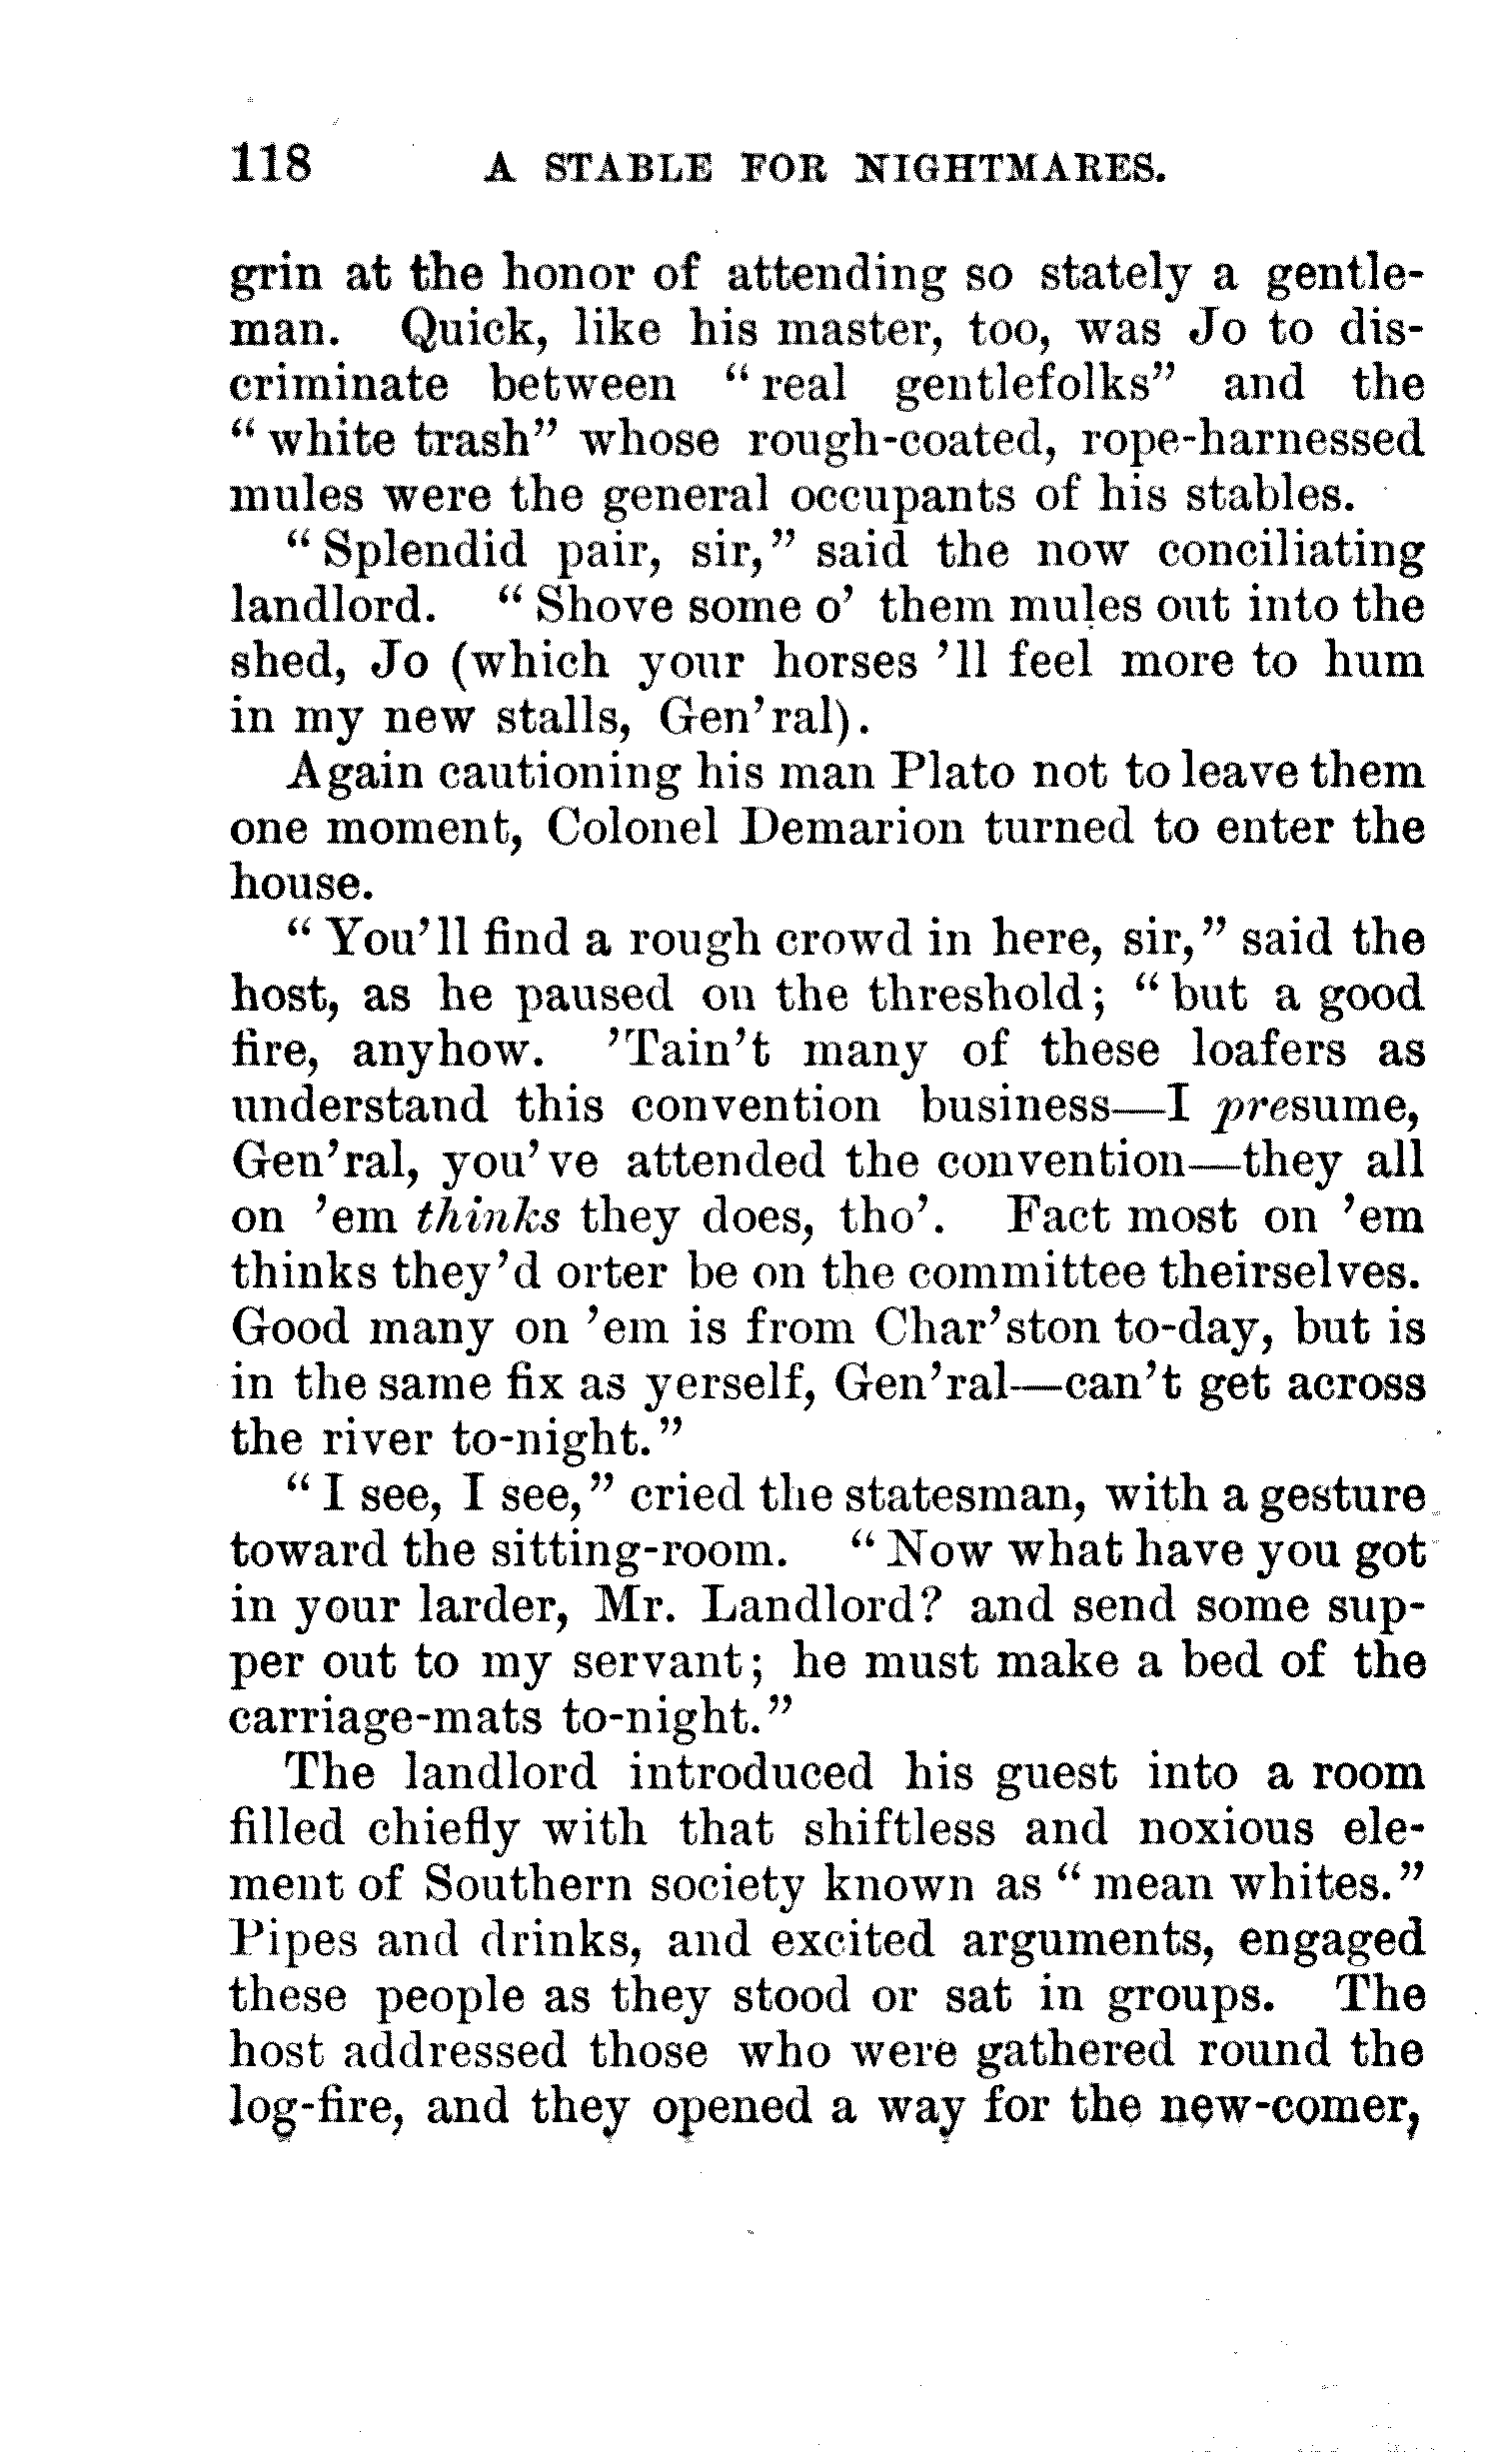 118 A STABLE FOR NIGHTMARES.
grin at the honor of attending so stately a gentle-
man. Quick, like his master, too, was Jo to dis-
criminate between “real gentlefolks” and the
“white trash” whose rough-coated, rope-harnessed
mules were the general occupants of his stables.
“Splendid pair, sir,” said the now conciliating
landlord. “Shove some o’ them mules out into the
shed, Jo (which your horses ’ll feel more to hum
in my new stalls, Gen’ral).
Again cautioning his man Plato not to leave them
one moment, Colonel Demarion turned to enter the
house.
“You’ll find a rough crowd in here, sir,” said the
host, as he paused on the threshold; “but a good
fire, anyhow. ’Tain’t many of these loafers as
understand this convention business—I presume,
Gen’ral, you’ve attended the convention—they all
on ’em thinks they does, tho’. Fact most on ’em
thinks they’d orter be on the committee theirselves.
Good many on ’em is from Char’ston to-day, but is
in the same fix as yerself, Gen’ral—can’t get across
the river to-night.”
“I see, I see,” cried the statesman, with a gesture
toward the sitting-room. “Now what have you got
in your larder, Mr. Landlord? and send some sup-
per out to my servant; he must make a bed of the
carriage-mats to-night.”
The landlord introduced his guest into a room
filled chiefly with that shiftless and noxious ele-
ment of Southern society known as “mean whites.”
Pipes and drinks, and excited arguments, engaged
these people as they stood or sat in groups. The
host addressed those who were gathered round the
log-fire, and they opened a way for the new-comer,